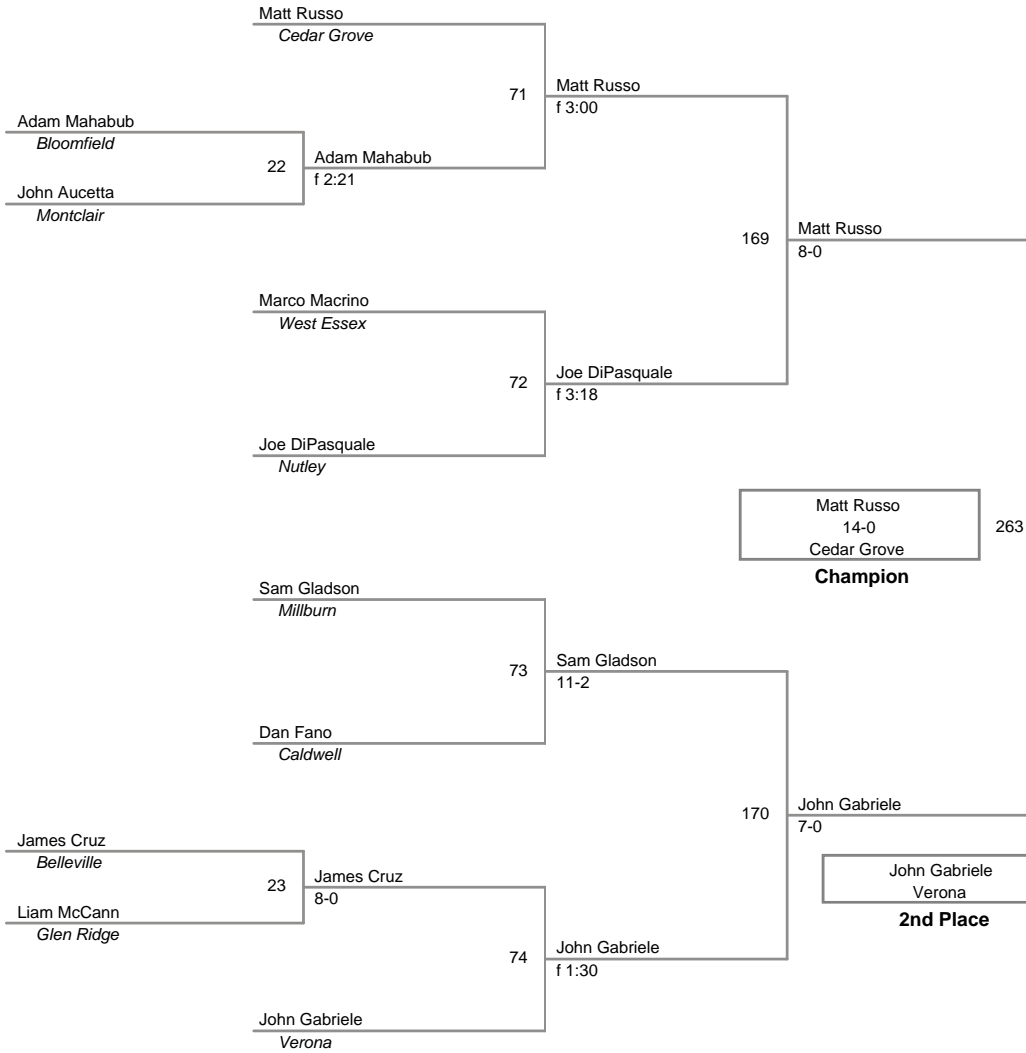 Matt Russo
Cedar Grove
71
Matt Russo
f 3:00
Adam Mahabub
Bloomfield
22
Adam Mahabub
f 2:21
John Aucetta
Montclair
169
Matt Russo
8-0
Marco Macrino
West Essex
72
Joe DiPasquale
f 3:18
Joe DiPasquale
Nutley
Matt Russo
14-0
Cedar Grove
263
Champion
Sam Gladson
Millburn
73
Sam Gladson
11-2
Dan Fano
Caldwell
170
John Gabriele
7-0
James Cruz
Belleville
23
James Cruz
8-0
Liam McCann
Glen Ridge
John Gabriele
Verona
2nd Place
74
John Gabriele
f 1:30
John Gabriele
Verona